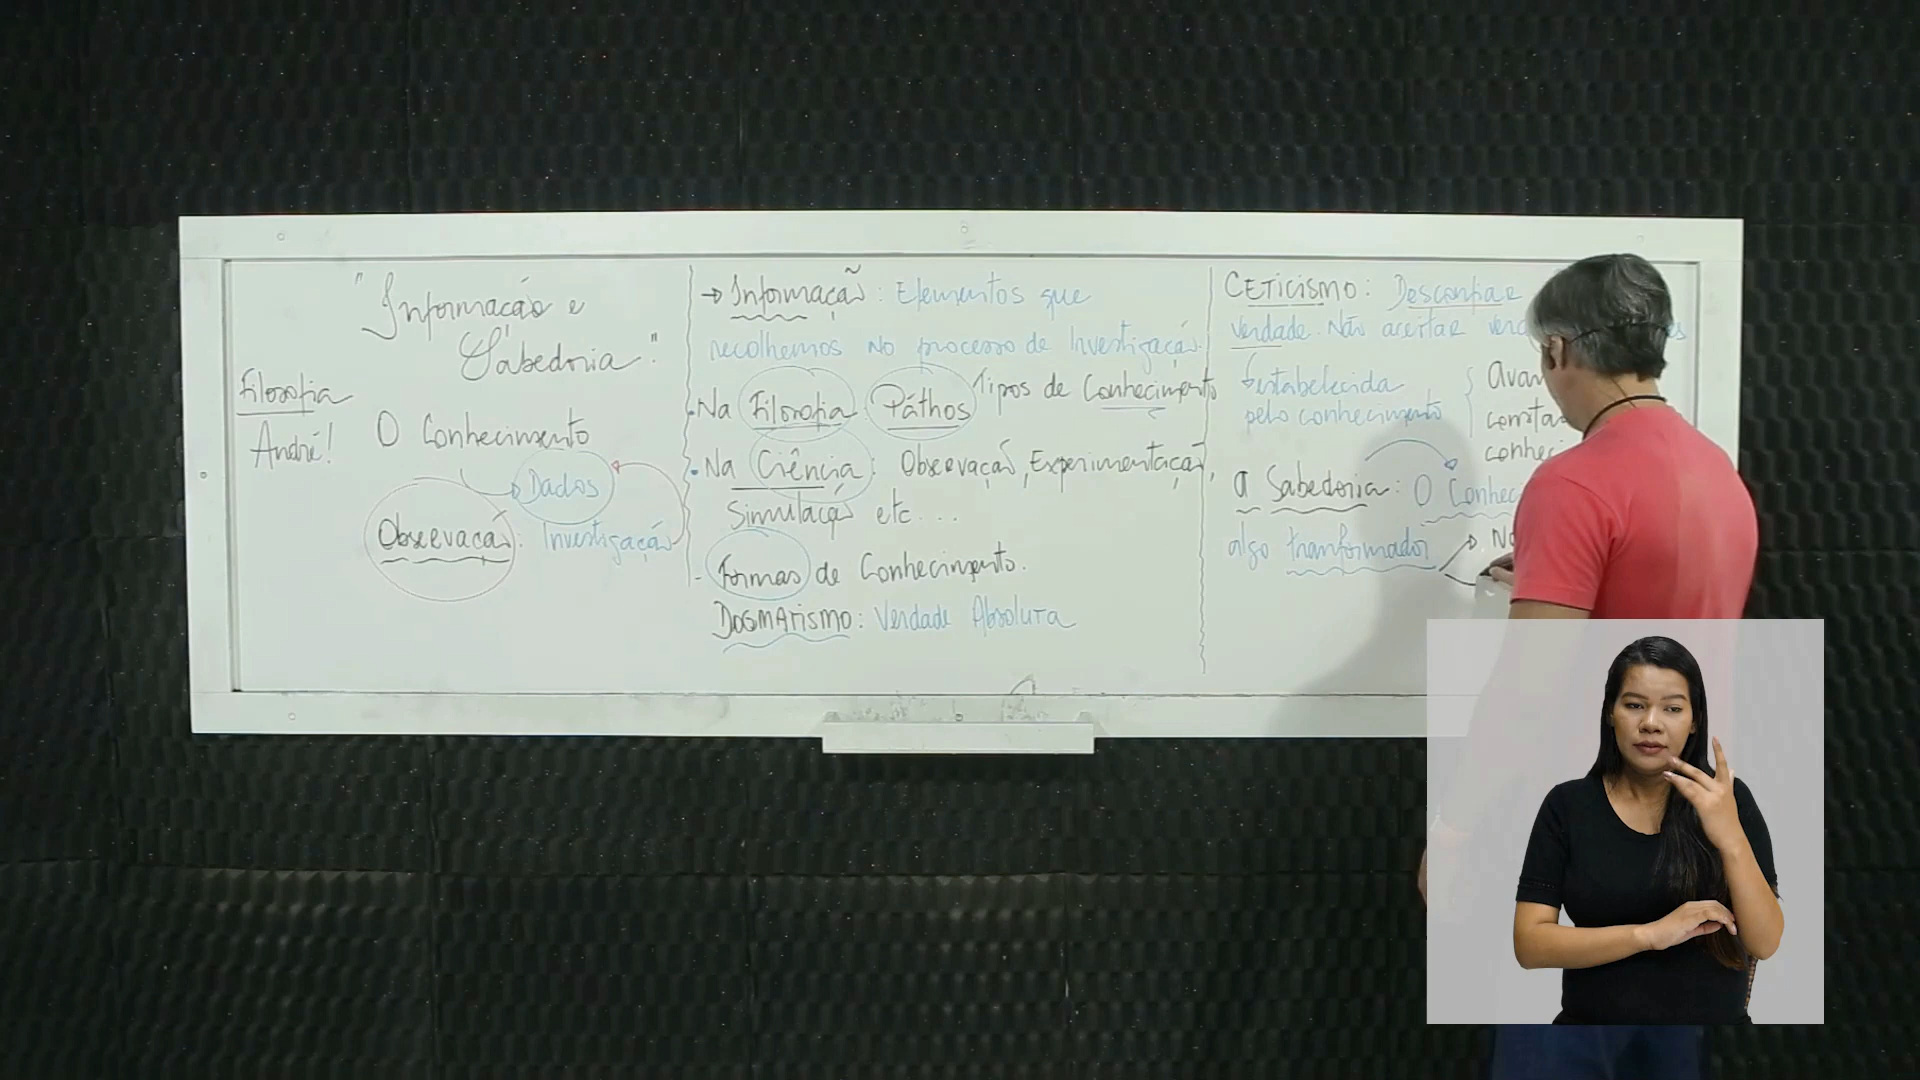 "Informação e
Sabedoria".
Filosofia
André!
O Conhecimento
Dados
Observação: Investigação
→ Informação: Elementos que
recolhemos no processo de Investigação.
. Na Filosofia Páthos Tipos de Conhecimento
. Na Ciência: Observação, Experimentação,
Simulação etc...
- Formas de Conhecimento.
DOGMATISMO: Verdade Absoluta
CETICISMO: Desconfiar
verdade. Não aceitar
estabelecida
pelo conhecimento
a Sabedoria: O
algo tranformador